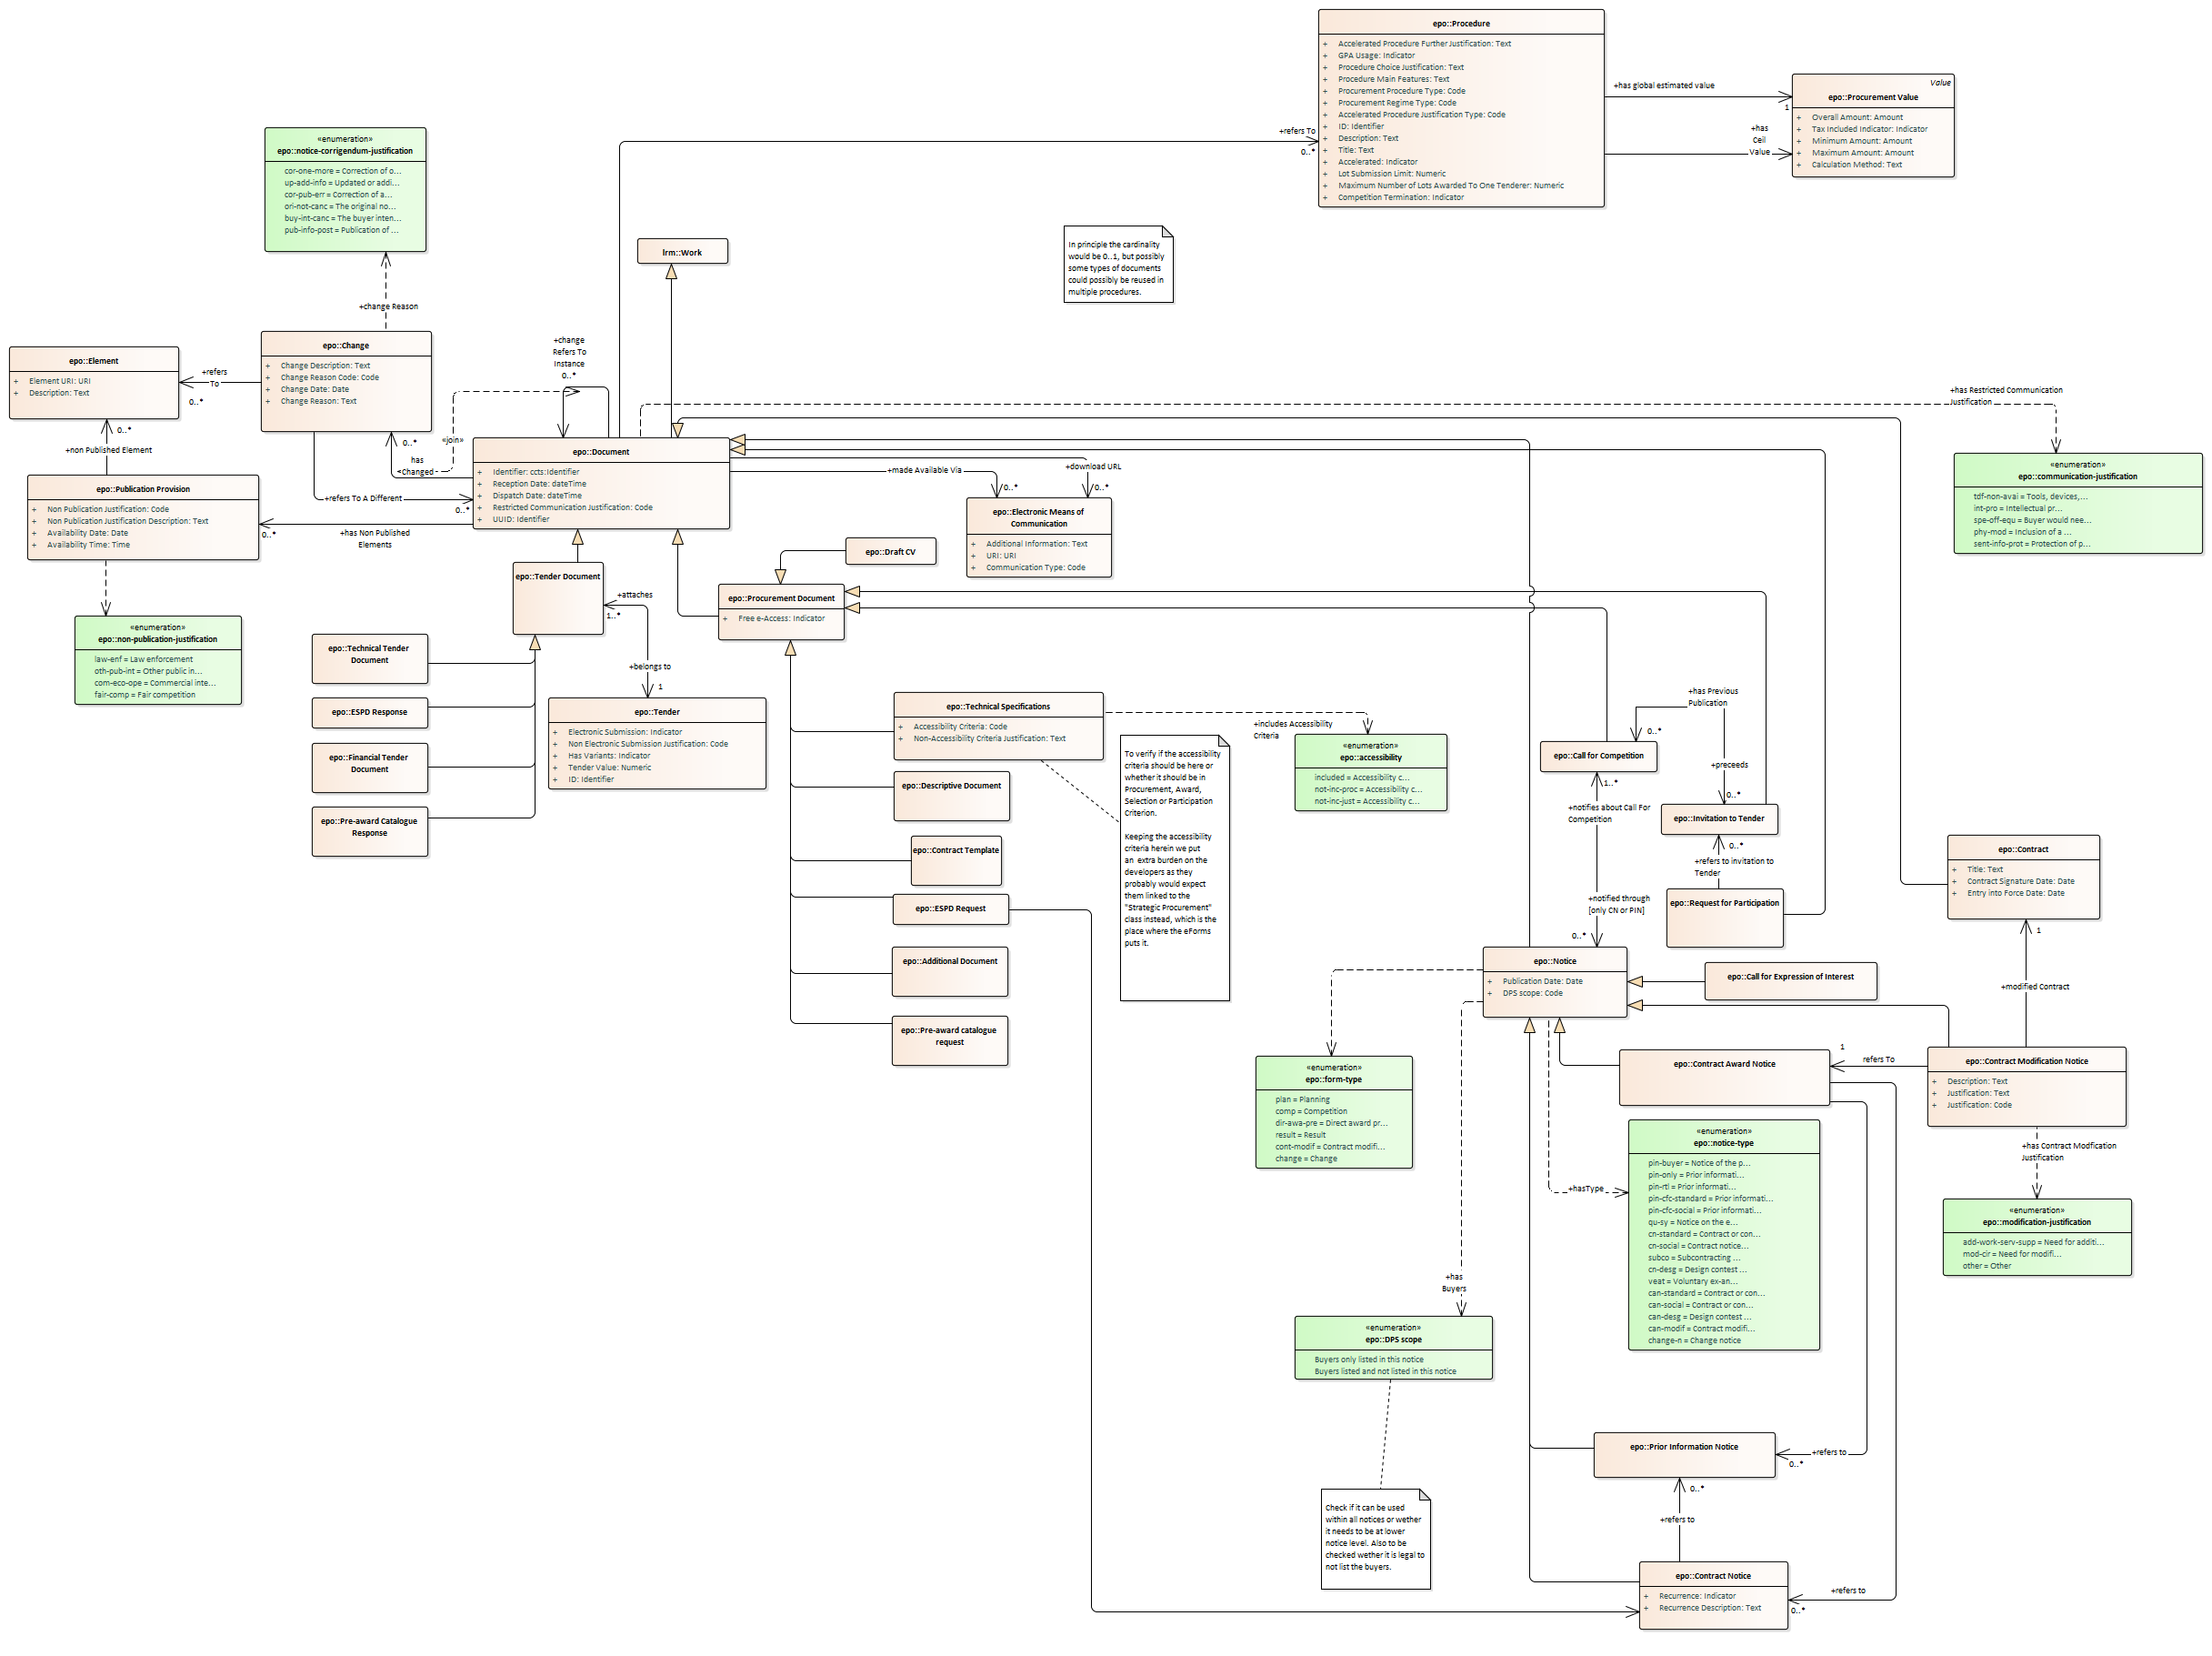 epo::Procedure
+ Accelerated Procedure Further Justification: Text
+ GPA Usage: Indicator
+ Procedure Choice Justification: Text
+ Procedure Main Features: Text
+ Procurement Procedure Type: Code
+ Procurement Regime Type: Code
+ Accelerated Procedure Justification Type: Code
+ ID: Identifier
+ Description: Text
+ Title: Text
+ Accelerated: Indicator
+ Lot Submission Limit: Numeric
+ Maximum Number of Lots Awarded To One Tenderer: Numeric
+ Competition Termination: Indicator
+has global estimated value
1
+has
Ceil
Value
Value
epo::Procurement Value
+ Overall Amount: Amount
+ Tax Included Indicator: Indicator
+ Minimum Amount: Amount
+ Maximum Amount: Amount
+ Calculation Method: Text
+refers To
0..*
«enumeration»
epo::notice-corrigendum-justification
cor-one-more = Correction of o...
up-add-info = Updated or addi...
cor-pub-err = Correction of a...
ori-not-canc = The original no...
buy-int-canc = The buyer inten...
pub-info-post = Publication of ...
lrm::Work
In principle the cardinality
would be 0..1, but possibly
some types of documents
could possibly be reused in
multiple procedures.
+change Reason
epo::Element
+ Element URI: URI
+ Description: Text
+refers
To
0..*
epo::Change
+ Change Description: Text
+ Change Reason Code: Code
+ Change Date: Date
+ Change Reason: Text
+change
Refers To
Instance
0..*
+has Restricted Communication
Justification
0..*
+non Published Element
0..*
«join»
has
Changed
epo::Document
+ Identifier: ccts:Identifier
+ Reception Date: dateTime
+ Dispatch Date: dateTime
+ Restricted Communication Justification: Code
+ UUID: Identifier
+made Available Via
0..*
+download URL
0..*
«enumeration»
epo::communication-justification
tdf-non-avai = Tools, devices,...
int-pro = Intellectual pr...
spe-off-equ = Buyer would nee...
phy-mod = Inclusion of a ...
sent-info-prot = Protection of p...
epo::Publication Provision
+ Non Publication Justification: Code
+ Non Publication Justification Description: Text
+ Availability Date: Date
+ Availability Time: Time
+refers To A Different
0..*
+has Non Published
Elements
0..*
epo::Electronic Means of
Communication
+ Additional Information: Text
+ URI: URI
+ Communication Type: Code
epo::Draft CV
epo::Tender Document
+attaches
1..*
epo::Procurement Document
+ Free e-Access: Indicator
«enumeration»
epo::non-publication-justification
law-enf = Law enforcement
oth-pub-int = Other public in...
com-eco-ope = Commercial inte...
fair-comp = Fair competition
epo::Technical Tender
Document
epo::ESPD Response
epo::Financial Tender
Document
epo::Pre-award Catalogue
Response
+belongs to
1
epo::Tender
+ Electronic Submission: Indicator
+ Non Electronic Submission Justification: Code
+ Has Variants: Indicator
+ Tender Value: Numeric
+ ID: Identifier
epo::Technical Specifications
+ Accessibility Criteria: Code
+ Non-Accessibility Criteria Justification: Text
+includes Accessibility
Criteria
«enumeration»
epo::accessibility
included = Accessibility c...
not-inc-proc = Accessibility c...
not-inc-just = Accessibility c...
To verify if the accessibility
criteria should be here or
whether it should be in
Procurement, Award,
Selection or Participation
Criterion.
Keeping the accessibility
criteria herein we put
an extra burden on the
developers as they
probably would expect
them linked to the
"Strategic Procurement"
class instead, which is the
place where the eForms
puts it.
epo::Descriptive Document
epo::Contract Template
epo::ESPD Request
epo::Additional Document
epo::Pre-award catalogue
request
+has Previous
Publication
0..*
epo::Call for Competition
+preceeds
0..*
1..*
+notifies about Call For
Competition
epo::Invitation to Tender
0..*
+refers to invitation to
Tender
epo::Request for Participation
+notified through
[only CN or PIN]
0..*
epo::Contract
+ Title: Text
+ Contract Signature Date: Date
+ Entry into Force Date: Date
1
+modified Contract
epo::Notice
+ Publication Date: Date
+ DPS scope: Code
epo::Call for Expression of Interest
epo::Contract Award Notice
1
refers To
epo::Contract Modification Notice
+ Description: Text
+ Justification: Text
+ Justification: Code
+has Contract Modfication
Justification
«enumeration»
epo::modification-justification
add-work-serv-supp = Need for additi...
mod-cir = Need for modifi...
other = Other
«enumeration»
epo::form-type
plan = Planning
comp = Competition
dir-awa-pre = Direct award pr...
result = Result
cont-modif = Contract modifi...
change = Change
+hasType
«enumeration»
epo::notice-type
pin-buyer = Notice of the p...
pin-only = Prior informati...
pin-rtl = Prior informati...
pin-cfc-standard = Prior informati...
pin-cfc-social = Prior informati...
qu-sy = Notice on the e...
cn-standard = Contract or con...
cn-social = Contract notice...
subco = Subcontracting ...
cn-desg = Design contest ...
veat = Voluntary ex-an...
can-standard = Contract or con...
can-social = Contract or con...
can-desg = Design contest ...
can-modif = Contract modifi...
change-n = Change notice
+has
Buyers
«enumeration»
epo::DPS scope
Buyers only listed in this notice
Buyers listed and not listed in this notice
Check if it can be used
within all notices or wether
it needs to be at lower
notice level. Also to be
checked wether it is legal to
not list the buyers.
epo::Prior Information Notice
+refers to
0..*
0..*
+refers to
epo::Contract Notice
+ Recurrence: Indicator
+ Recurrence Description: Text
+refers to
0..*